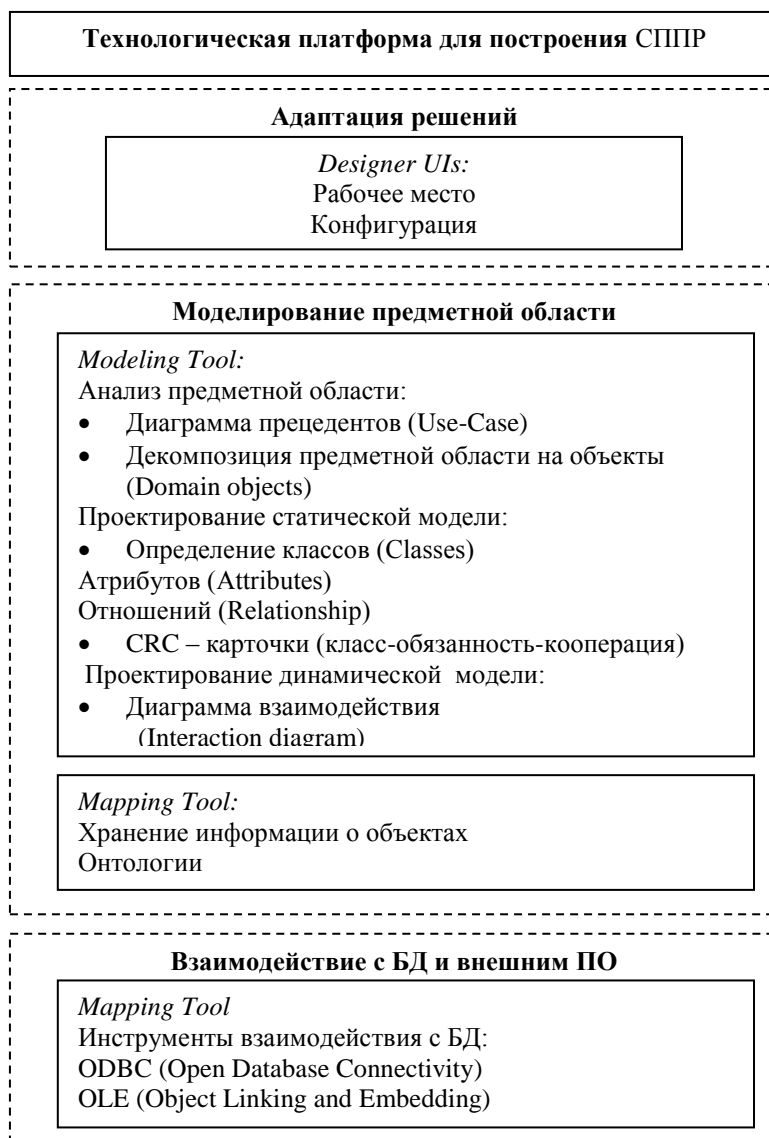 Технологическая платформа для построения СППР
Адаптация решений
Designer UIs:
Рабочее место
Конфигурация
Моделирование предметной области
Modeling Tool:
Анализ предметной области:
• Диаграмма прецедентов (Use-Case)
• Декомпозиция предметной области на объекты
(Domain objects)
Проектирование статической модели:
• Определение классов (Classes)
Атрибутов (Attributes)
Отношений (Relationship)
• CRC – карточки (класс-обязанность-кооперация)
Проектирование динамической модели:
• Диаграмма взаимодействия
(Interaction diagram)
Mapping Tool:
Хранение информации о объектах
Онтологии
Взаимодействие с БД и внешним ПО
Mapping Tool
Инструменты взаимодействия с БД:
ODBC (Open Database Connectivity)
OLE (Object Linking and Embedding)